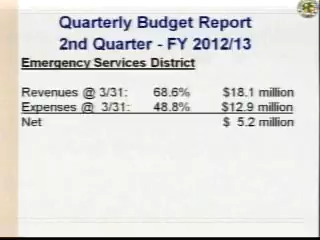 Quarterly Budget Report
2nd Quarter - FY 2012/13
Emergency Services District
Revenues @ 3/31: 68.6% $18.1 million
Expenses @ 3/31: 48.8% $12.9 million
Net $ 5.2 million